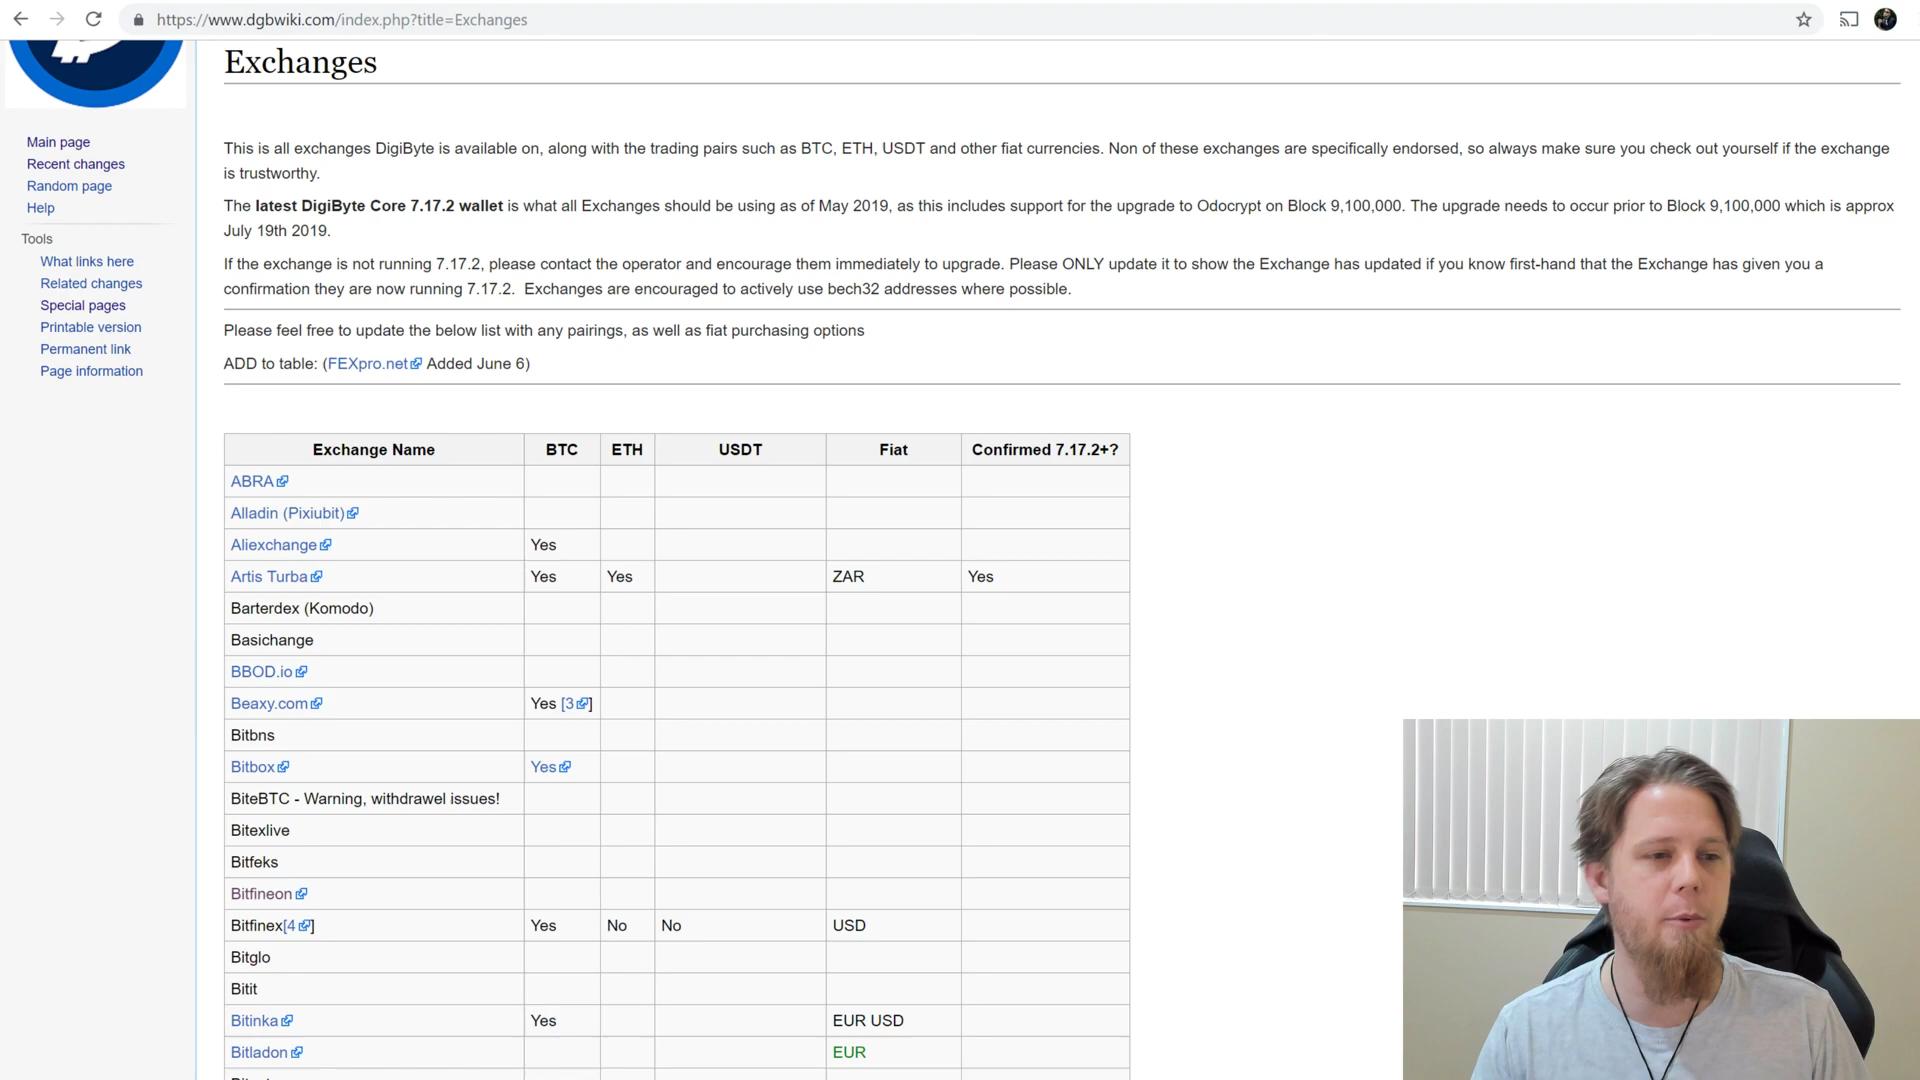 https://www.dgbwiki.com/index.php?title=Exchanges
Exchanges
Main page
Recent changes
Random page
Help
Tools
What links here
Related changes
Special pages
Printable version
Permanent link
Page information
This is all exchanges DigiByte is available on, along with the trading pairs such as BTC, ETH, USDT and other fiat currencies. Non of these exchanges are specifically endorsed, so always make sure you check out yourself if the exchange
is trustworthy.
The latest DigiByte Core 7.17.2 wallet is what all Exchanges should be using as of May 2019, as this includes support for the upgrade to Odocrypt on Block 9,100,000. The upgrade needs to occur prior to Block 9,100,000 which is approx
July 19th 2019.
If the exchange is not running 7.17.2, please contact the operator and encourage them immediately to upgrade. Please ONLY update it to show the Exchange has updated if you know first-hand that the Exchange has given you a
confirmation they are now running 7.17.2. Exchanges are encouraged to actively use bech32 addresses where possible.
Please feel free to update the below list with any pairings, as well as fiat purchasing options
ADD to table: (FEXpro.net Added June 6)
Exchange Name BTC ETH USDT Fiat Confirmed 7.17.2+?
ABRA
Alladin (Pixiubit)
Aliexchange Yes
Artis Turba Yes Yes ZAR Yes
Barterdex (Komodo)
Basichange
BBOD.io
Beaxy.com Yes [3]
Bitbns
Bitbox Yes
BiteBTC - Warning, withdrawel issues!
Bitexlive
Bitfeks
Bitfineon
Bitfinex[4] Yes No No USD
Bitglo
Bitit
Bitinka Yes EUR USD
Bitladon EUR